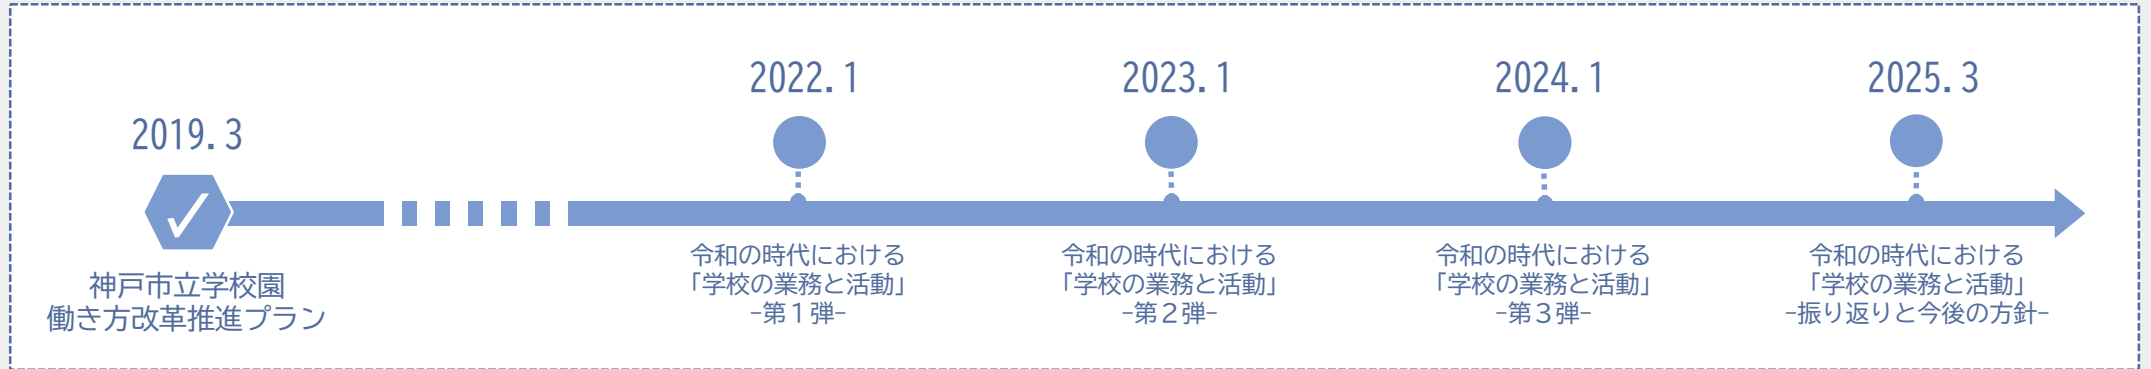 2019.3
神戸市立学校園
働き方改革推進プラン
2022.1
令和の時代における
「学校の業務と活動」
-第１弾-
2023.1
令和の時代における
「学校の業務と活動」
-第２弾-
2024.1
令和の時代における
「学校の業務と活動」
-第３弾-
2025.3
令和の時代における
「学校の業務と活動」
-振り返りと今後の方針-